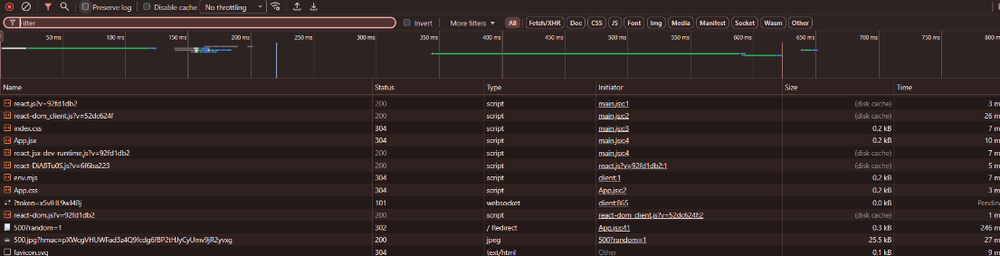 Preserve log Disable cache No throttling
Filter Invert More filters All Fetch/XHR Doc CSS JS Font Img Media Manifest Socket Wasm Other
50 ms 100 ms 150 ms 200 ms 250 ms 300 ms 350 ms 400 ms 450 ms 500 ms 550 ms 600 ms 650 ms 700 ms 750 ms 800 m
Name Status Type Initiator Size Time
react.js?v=92fd1db2 200 script main.jsx:1 (disk cache) 3 m
react-dom_client.js?v=52dc624f 200 script main.jsx:2 (disk cache) 26 m
index.css 304 script main.jsx:3 0.2 kB 7 m
App.jsx 304 script main.jsx:4 0.2 kB 10 m
react_jsx-dev-runtime.js?v=92fd1db2 200 script main.jsx:4 (disk cache) 7 m
react-DiA8Tu0S.js?v=6f6ba223 200 script react.js?v=92fd1db2:1 (disk cache) 5 m
env.mjs 304 script client:1 0.2 kB 7 m
App.css 304 script App.jsx:2 0.2 kB 3 m
101 websocket client:865 0.0 kB Pendin
react-dom.js?v=92fd1db2 200 script react-dom_client.js?v=52dc624f:2 (disk cache) 1 m
500?random=1 302 / Redirect App.jsx:41 0.3 kB 246 m
200 jpeg 500?random=1 25.5 kB 27 m
favicon.svg 304 text/html Other 0.1 kB 9 m